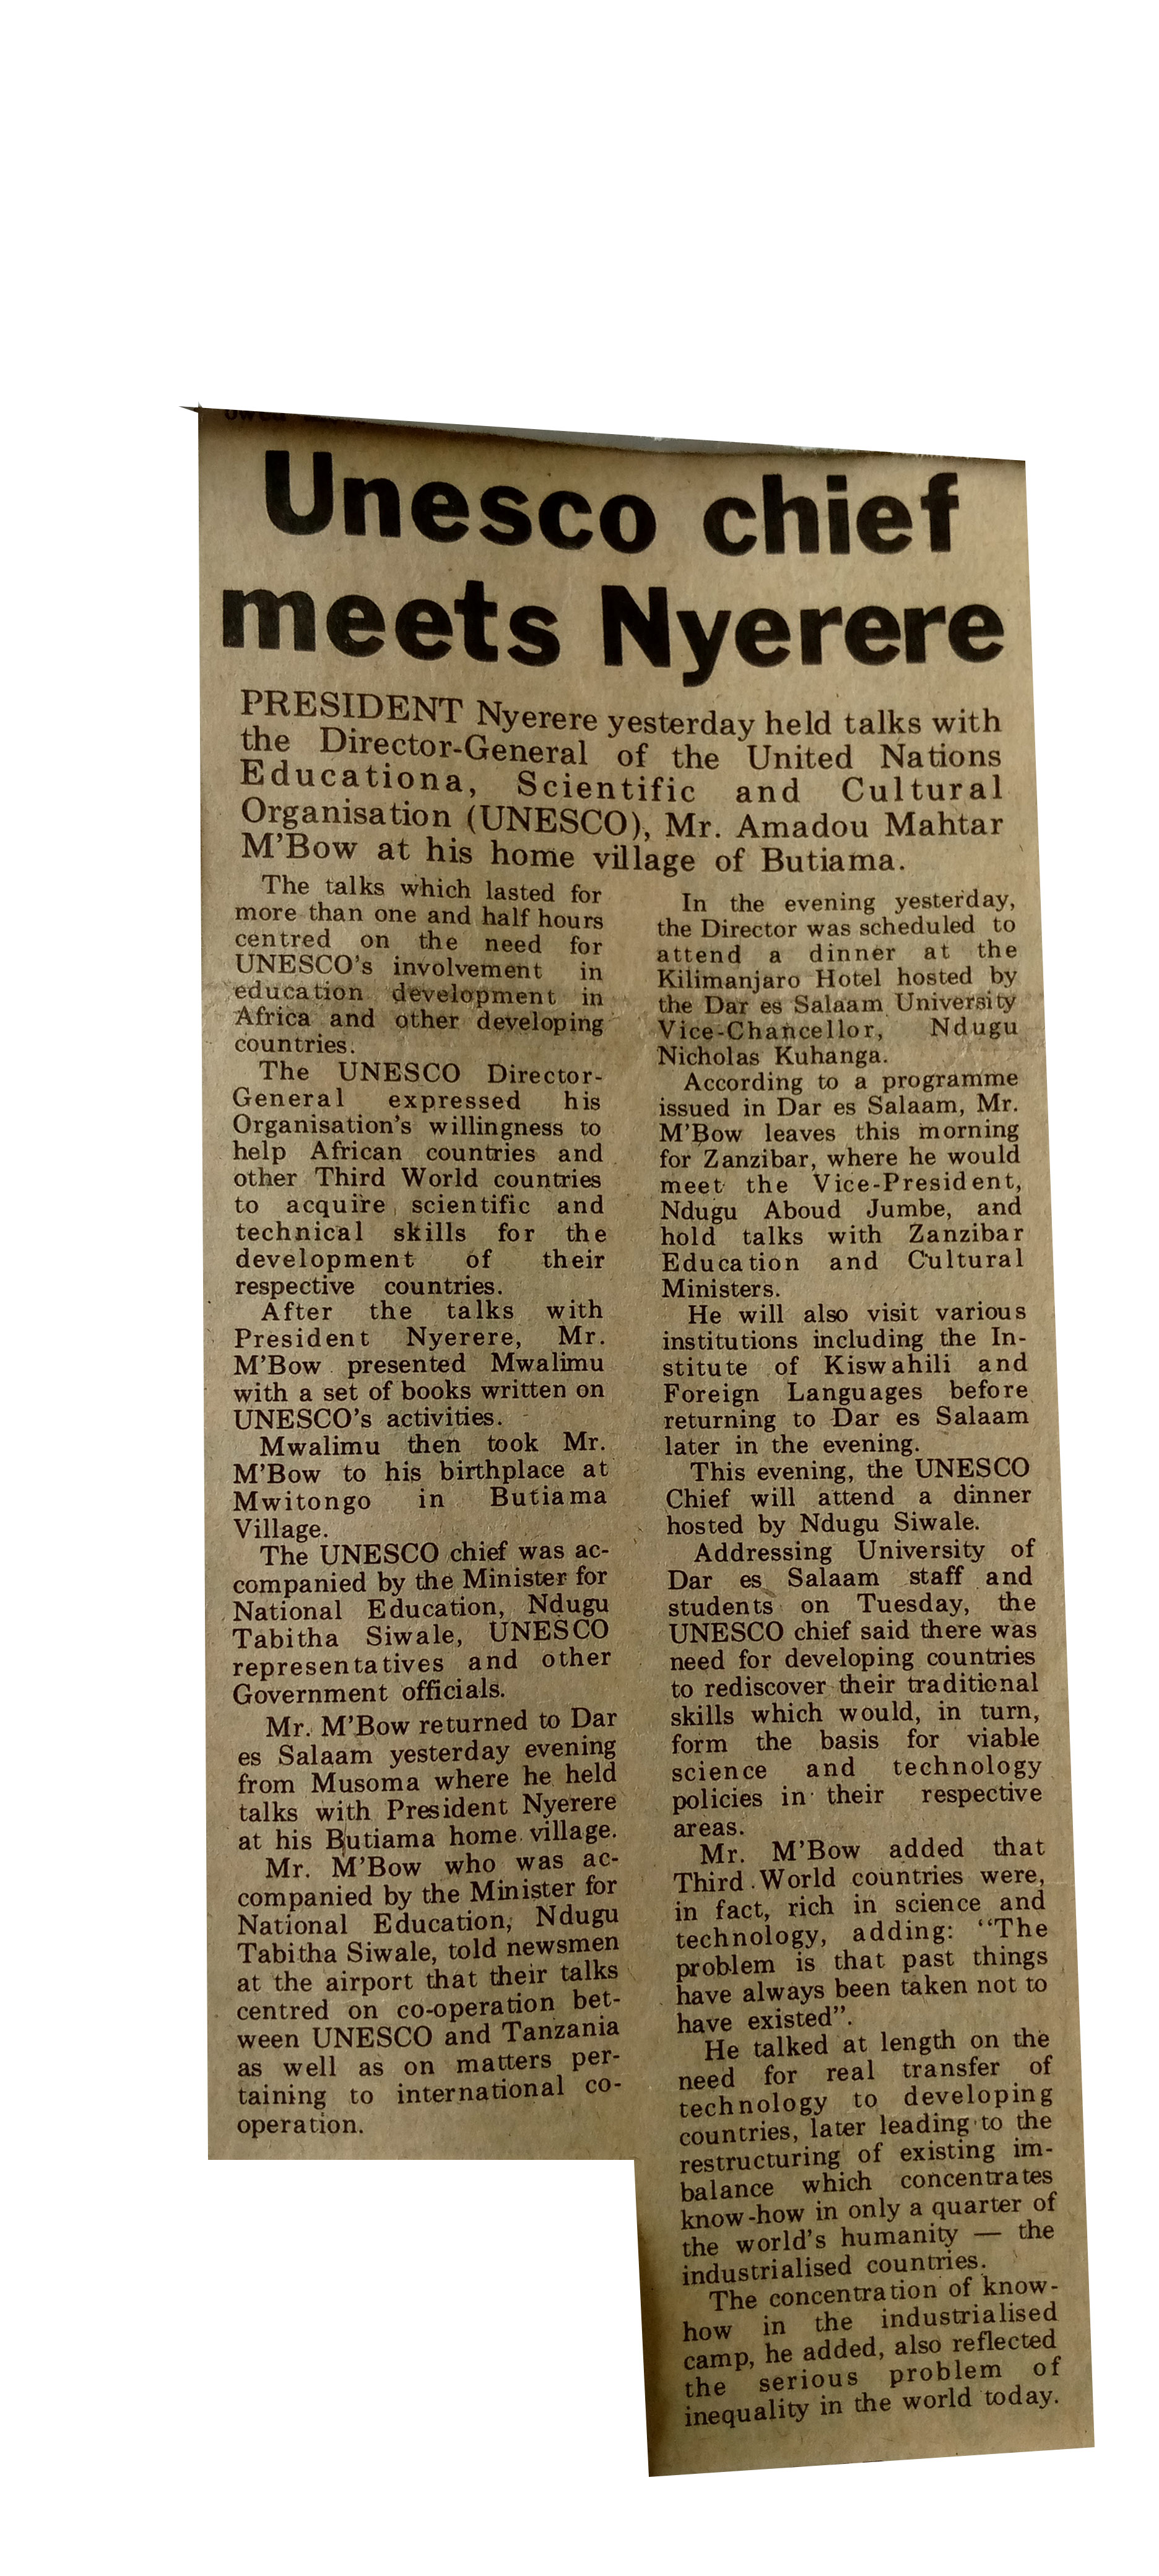 Unesco chief
meets Nyerere
PRESIDENT Nyerere yesterday held talks with
the Director-General of the United Nations
Educationa, Scientific and Cultural
Organisation (UNESCO), Mr. Amadou Mahtar
M'Bow at his home village of Butiama.
The talks which lasted for
more than one and half hours
centred on the need for
UNESCO's involvement in
education development in
Africa and other developing
countries.
The UNESCO Director-
General expressed his
Organisation's willingness to
help African countries and
other Third World countries
to acquire scientific and
technical skills for the
development of their
respective countries.
After the talks with
President Nyerere, Mr.
M'Bow presented Mwalimu
with a set of books written on
UNESCO's activities.
Mwalimu then took Mr.
M'Bow to his birthplace at
Mwitongo in Butiama
Village.
The UNESCO chief was ac-
companied by the Minister for
National Education, Ndugu
Tabitha Siwale, UNESCO
representatives and other
Government officials.
Mr. M'Bow returned to Dar
es Salaam yesterday evening
from Musoma where he held
talks with President Nyerere
at his Butiama home village.
Mr. M'Bow who was ac-
companied by the Minister for
National Education, Ndugu
Tabitha Siwale, told newsmen
at the airport that their talks
centred on co-operation bet-
ween UNESCO and Tanzania
as well as on matters per-
taining to international co-
operation.
In the evening yesterday,
the Director was scheduled to
attend a dinner at the
Kilimanjaro Hotel hosted by
the Dar es Salaam University
Vice-Chancellor, Ndugu
Nicholas Kuhanga.
According to a programme
issued in Dar es Salaam, Mr.
M'Bow leaves this morning
for Zanzibar, where he would
meet the Vice-President,
Ndugu Aboud Jumbe, and
hold talks with Zanzibar
Education and Cultural
Ministers.
He will also visit various
institutions including the In-
stitute of Kiswahili and
Foreign Languages before
returning to Dar es Salaam
later in the evening.
This evening, the UNESCO
Chief will attend a dinner
hosted by Ndugu Siwale.
Addressing University of
Dar es Salaam staff and
students on Tuesday, the
UNESCO chief said there was
need for developing countries
to rediscover their traditional
skills which would, in turn,
form the basis for viable
science and technology
policies in their respective
areas.
Mr. M'Bow added that
Third World countries were,
in fact, rich in science and
technology, adding: "The
problem is that past things
have always been taken not to
have existed".
He talked at length on the
need for real transfer of
technology to developing
countries, later leading to the
restructuring of existing im-
balance which concentrates
know-how in only a quarter of
the world's humanity — the
industrialised countries.
The concentration of know-
how in the industrialised
camp, he added, also reflected
the serious problem of
inequality in the world today.